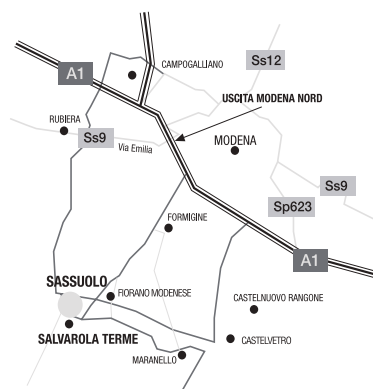 Ss12
A1
CAMPOGALLIANO
USCITA MODENA NORD
RUBIERA
Ss9
Via Emilia
MODENA
Ss9
Sp623
FORMIGINE
A1
SASSUOLO
FIORANO MODENESE
CASTELNUOVO RANGONE
SALVAROLA TERME
CASTELVETRO
MARANELLO